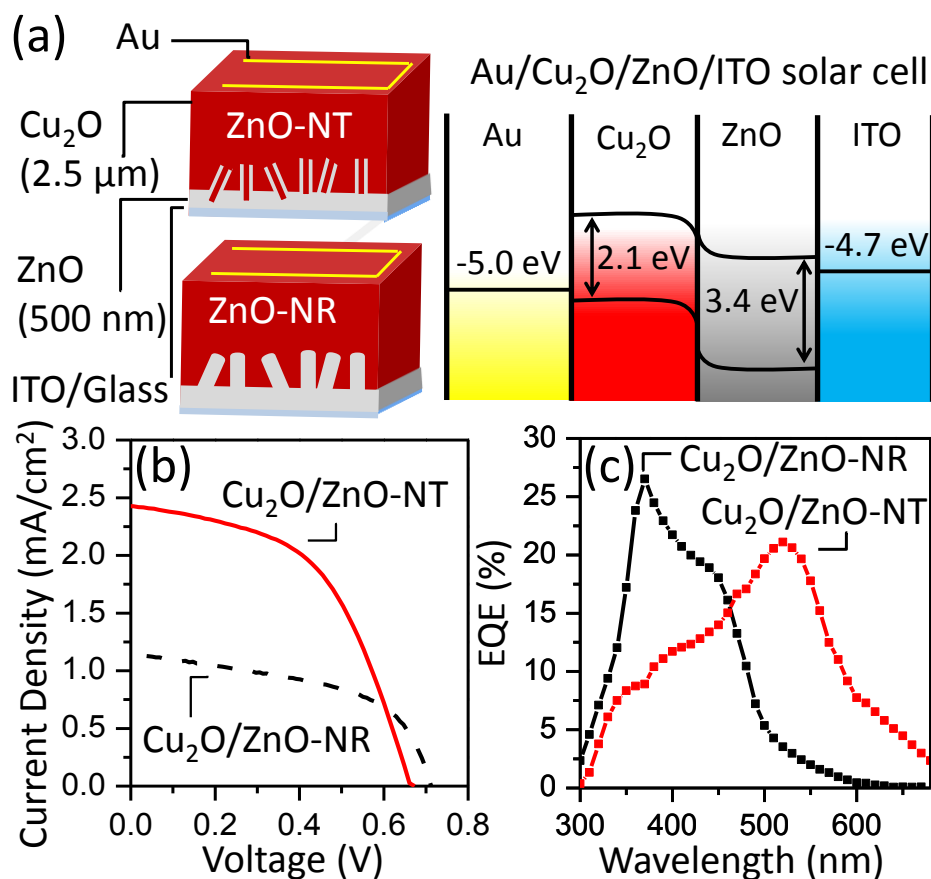 (a)
Au
Cu₂O
(2.5 μm)
ZnO
(500 nm)
ITO/Glass
ZnO-NT
ZnO-NR
Au/Cu₂O/ZnO/ITO solar cell
Au
Cu₂O
ZnO
ITO
-5.0 eV
2.1 eV
3.4 eV
-4.7 eV
(b)
Cu₂O/ZnO-NT
Cu₂O/ZnO-NR
Current Density (mA/cm²)
3.0
2.5
2.0
1.5
1.0
0.5
0.0
0.0 0.2 0.4 0.6 0.8
Voltage (V)
(c)
Cu₂O/ZnO-NR
Cu₂O/ZnO-NT
EQE (%)
30
25
20
15
10
5
0
300 400 500 600
Wavelength (nm)